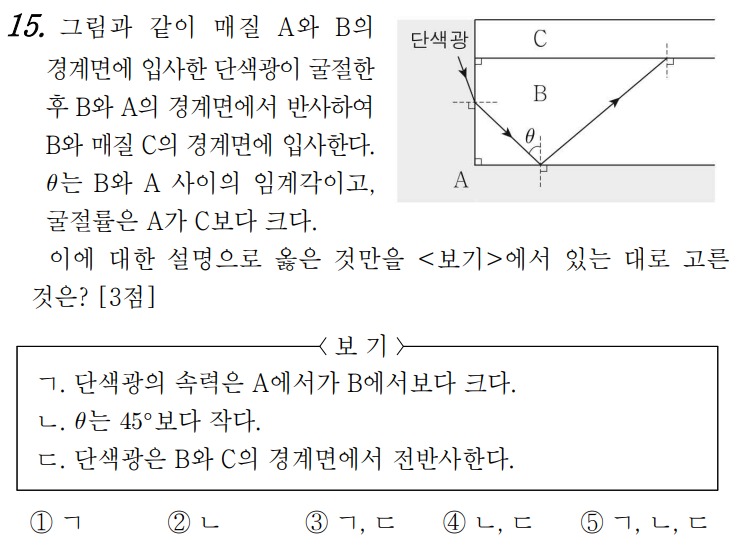 15. 그림과 같이 매질 A와 B의
경계면에 입사한 단색광이 굴절한
후 B와 A의 경계면에서 반사하여
B와 매질 C의 경계면에 입사한다.
θ는 B와 A 사이의 임계각이고,
굴절률은 A가 C보다 크다.
단색광
C
B
θ
A
이에 대한 설명으로 옳은 것만을 <보기>에서 있는 대로 고른
것은? [3점]
<보 기>
ㄱ. 단색광의 속력은 A에서가 B에서보다 크다.
ㄴ. θ는 45°보다 작다.
ㄷ. 단색광은 B와 C의 경계면에서 전반사한다.
① ㄱ ② ㄴ ③ ㄱ, ㄷ ④ ㄴ, ㄷ ⑤ ㄱ, ㄴ, ㄷ